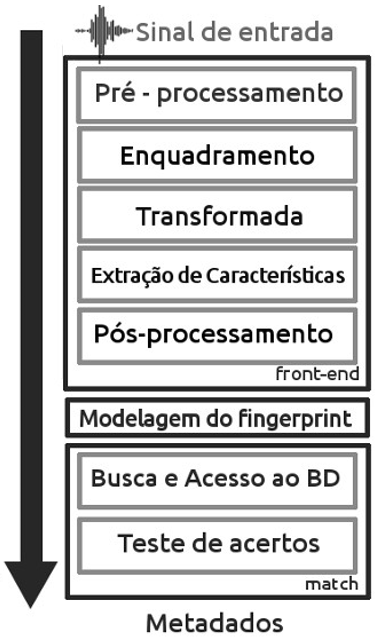 Sinal de entrada
Pré - processamento
Enquadramento
Transformada
Extração de Características
Pós-processamento
front-end
Modelagem do fingerprint
Busca e Acesso ao BD
Teste de acertos
match
Metadados